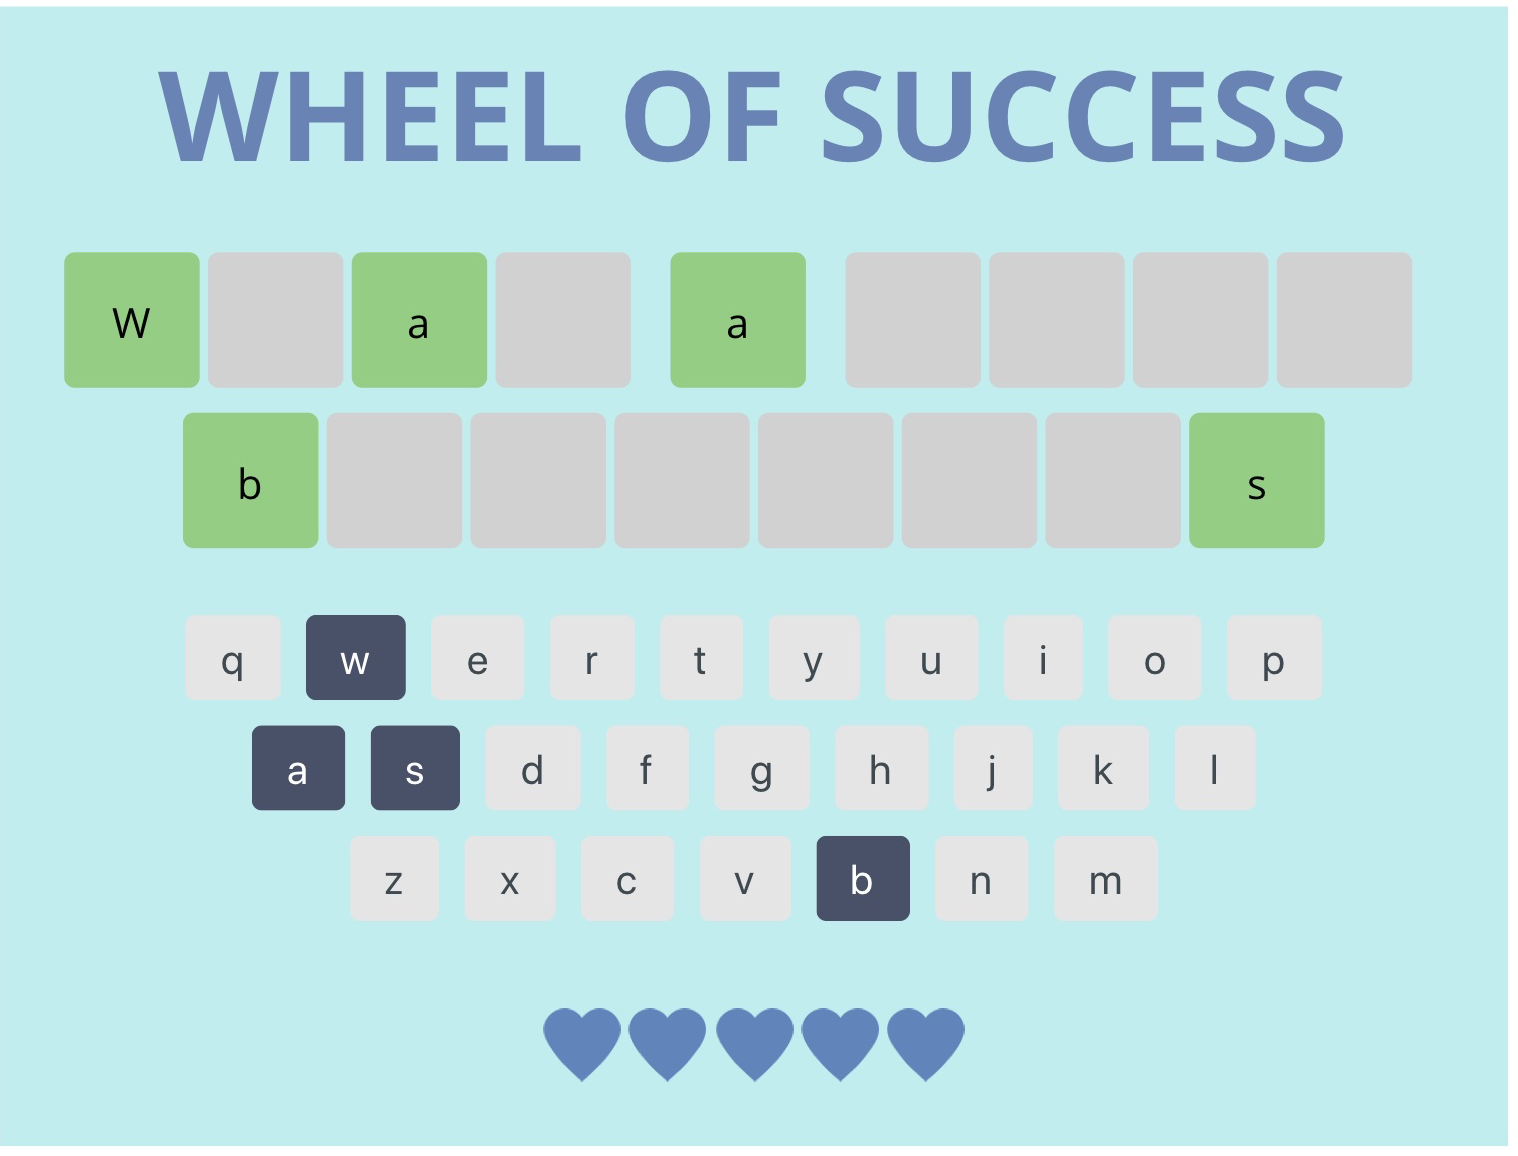 WHEEL OF SUCCESS
W a a
b s
q w e r t y u i o p
a s d f g h j k l
z x c v b n m